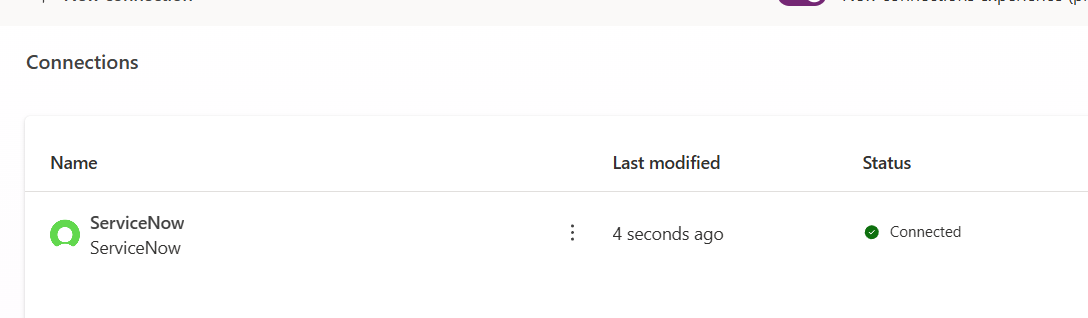 Connections
Name Last modified Status
ServiceNow
ServiceNow
4 seconds ago
Connected